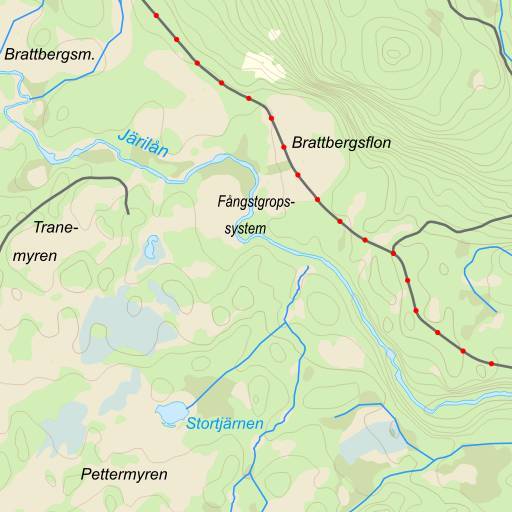 Brattbergsm.
Järilån
Brattbergsflon
Fångstgrops-
system
Trane-
myren
Stortjärnen
Pettermyren